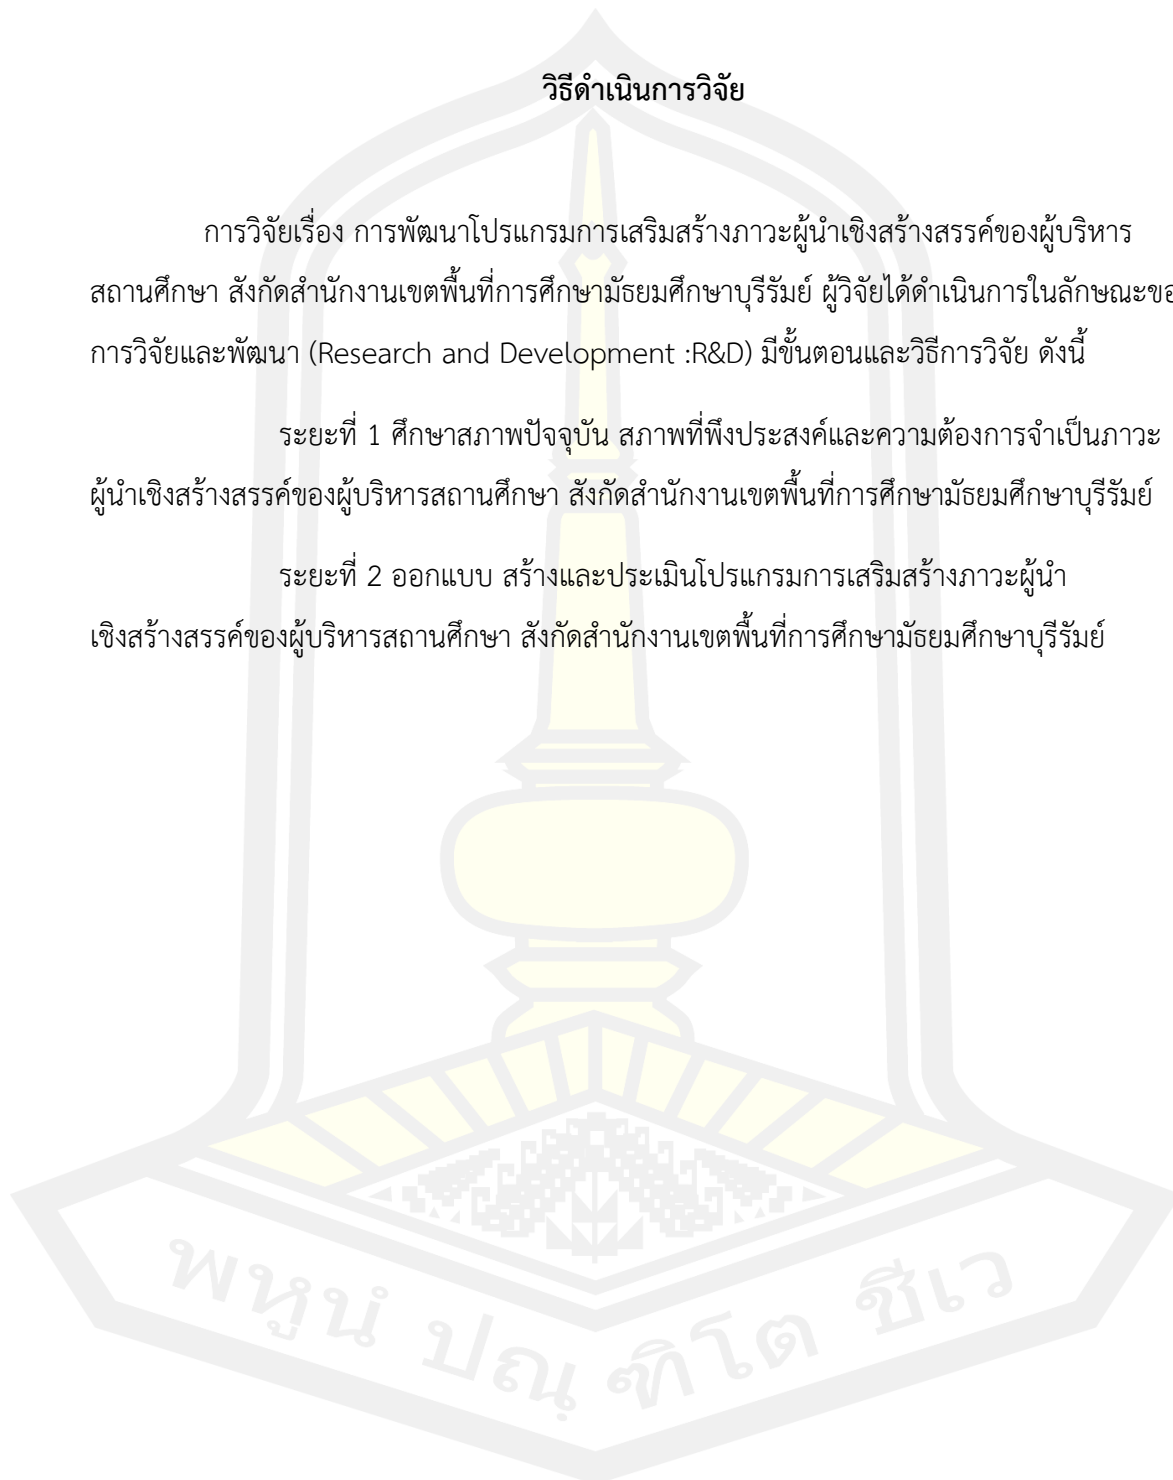 วิธีดำเนินการวิจัย
การวิจัยเรื่อง การพัฒนาโปรแกรมการเสริมสร้างภาวะผู้นำเชิงสร้างสรรค์ของผู้บริหาร
สถานศึกษา สังกัดสำนักงานเขตพื้นที่การศึกษามัธยมศึกษาบุรีรัมย์ ผู้วิจัยได้ดำเนินการในลักษณะขอ
การวิจัยและพัฒนา (Research and Development :R&D) มีขั้นตอนและวิธีการวิจัย ดังนี้
ระยะที่ 1 ศึกษาสภาพปัจจุบัน สภาพที่พึงประสงค์และความต้องการจำเป็นภาวะ
ผู้นำเชิงสร้างสรรค์ของผู้บริหารสถานศึกษา สังกัดสำนักงานเขตพื้นที่การศึกษามัธยมศึกษาบุรีรัมย์
ระยะที่ 2 ออกแบบ สร้างและประเมินโปรแกรมการเสริมสร้างภาวะผู้นำ
เชิงสร้างสรรค์ของผู้บริหารสถานศึกษา สังกัดสำนักงานเขตพื้นที่การศึกษามัธยมศึกษาบุรีรัมย์
พหูนํ ปณฺฑิโต ชีเว